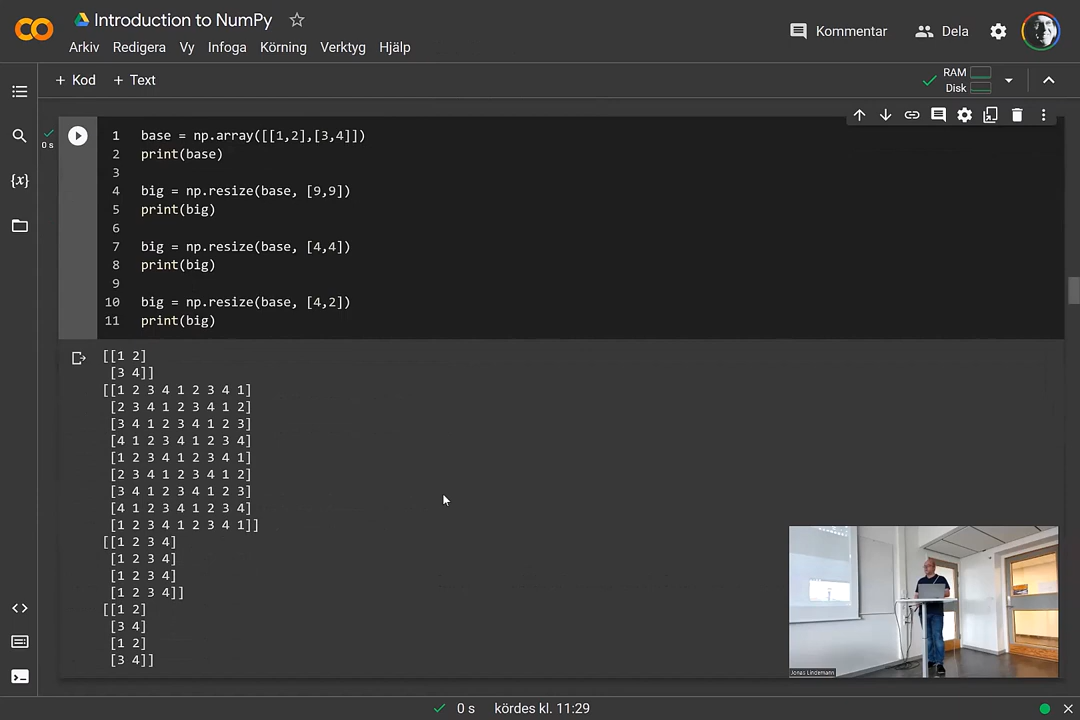 Introduction to NumPy
Arkiv Redigera Vy Infoga Körning Verktyg Hjälp
Kommentar Dela
+ Kod + Text
RAM
Disk
{x}
0 s
1 base = np.array([[1,2],[3,4]])
2 print(base)
3
4 big = np.resize(base, [9,9])
5 print(big)
6
7 big = np.resize(base, [4,4])
8 print(big)
9
10 big = np.resize(base, [4,2])
11 print(big)
[[1 2]
[3 4]]
[[1 2 3 4 1 2 3 4 1]
[2 3 4 1 2 3 4 1 2]
[3 4 1 2 3 4 1 2 3]
[4 1 2 3 4 1 2 3 4]
[1 2 3 4 1 2 3 4 1]
[2 3 4 1 2 3 4 1 2]
[3 4 1 2 3 4 1 2 3]
[4 1 2 3 4 1 2 3 4]
[1 2 3 4 1 2 3 4 1]]
[[1 2 3 4]
[1 2 3 4]
[1 2 3 4]
[1 2 3 4]]
[[1 2]
[3 4]
[1 2]
[3 4]]
Jonas Lindemann
0 s kördes kl. 11:29